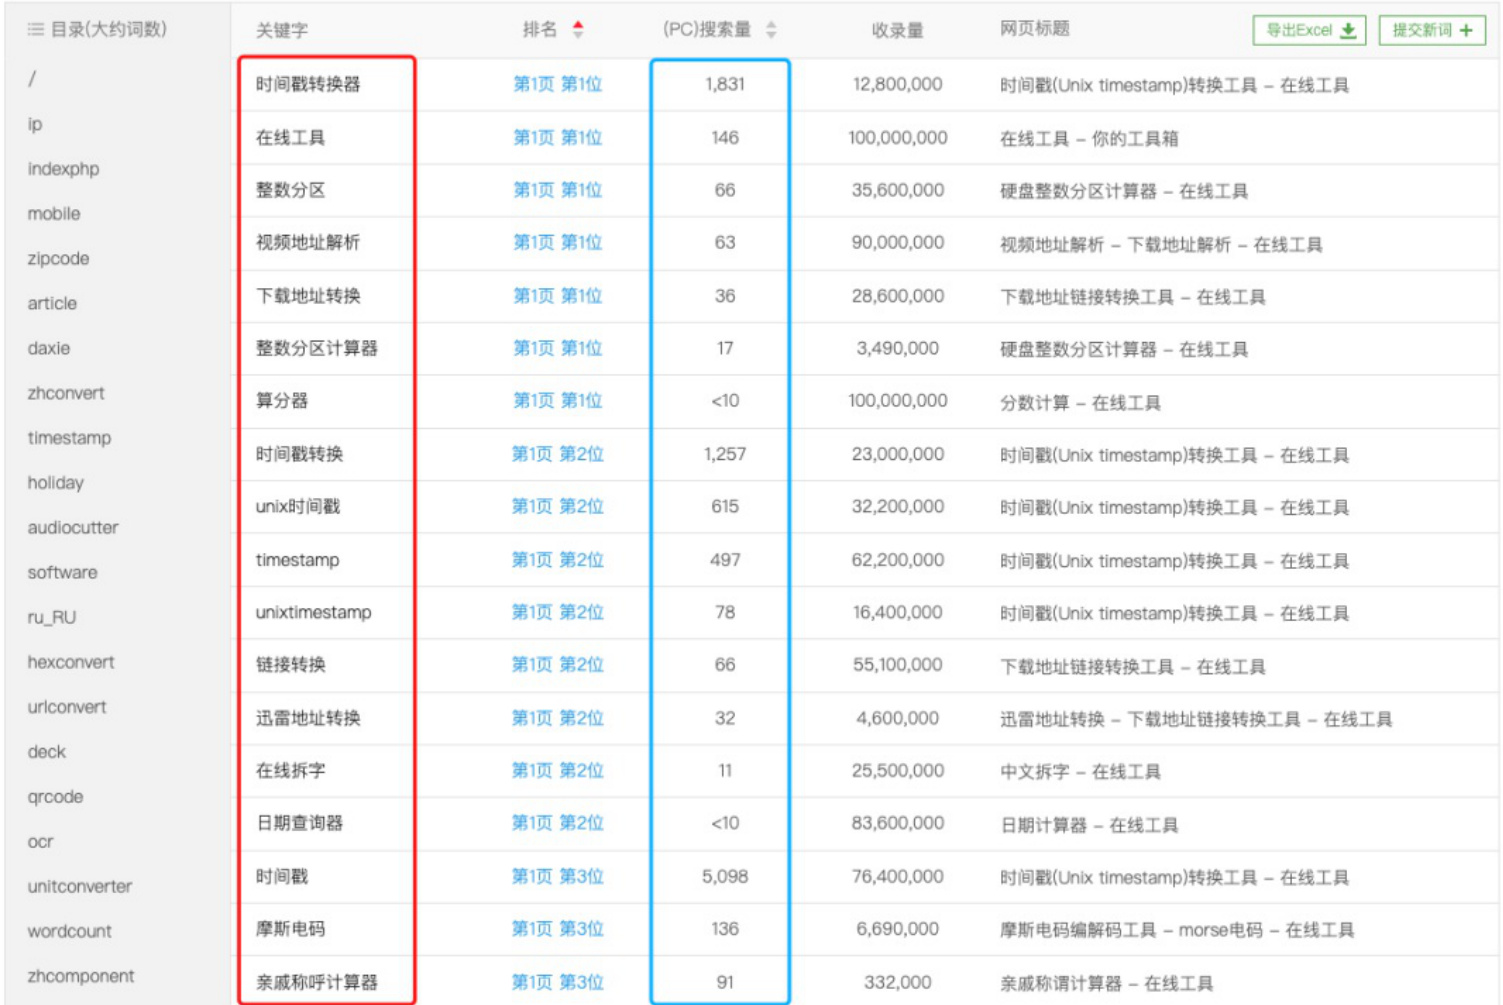 目录(大约词数)
/
ip
indexphp
mobile
zipcode
article
daxie
zhconvert
timestamp
holiday
audiocutter
software
ru_RU
hexconvert
urlconvert
deck
qrcode
ocr
unitconverter
wordcount
zhcomponent
关键字 排名 (PC)搜索量 收录量 网页标题 导出Excel 提交新词
时间戳转换器 第1页 第1位 1,831 12,800,000 时间戳(Unix timestamp)转换工具 – 在线工具
在线工具 第1页 第1位 146 100,000,000 在线工具 – 你的工具箱
整数分区 第1页 第1位 66 35,600,000 硬盘整数分区计算器 – 在线工具
视频地址解析 第1页 第1位 63 90,000,000 视频地址解析 – 下载地址解析 – 在线工具
下载地址转换 第1页 第1位 36 28,600,000 下载地址链接转换工具 – 在线工具
整数分区计算器 第1页 第1位 17 3,490,000 硬盘整数分区计算器 – 在线工具
算分器 第1页 第1位 <10 100,000,000 分数计算 – 在线工具
时间戳转换 第1页 第2位 1,257 23,000,000 时间戳(Unix timestamp)转换工具 – 在线工具
unix时间戳 第1页 第2位 615 32,200,000 时间戳(Unix timestamp)转换工具 – 在线工具
timestamp 第1页 第2位 497 62,200,000 时间戳(Unix timestamp)转换工具 – 在线工具
unixtimestamp 第1页 第2位 78 16,400,000 时间戳(Unix timestamp)转换工具 – 在线工具
链接转换 第1页 第2位 66 55,100,000 下载地址链接转换工具 – 在线工具
迅雷地址转换 第1页 第2位 32 4,600,000 迅雷地址转换 – 下载地址链接转换工具 – 在线工具
在线拆字 第1页 第2位 11 25,500,000 中文拆字 – 在线工具
日期查询器 第1页 第2位 <10 83,600,000 日期计算器 – 在线工具
时间戳 第1页 第3位 5,098 76,400,000 时间戳(Unix timestamp)转换工具 – 在线工具
摩斯电码 第1页 第3位 136 6,690,000 摩斯电码编解码工具 – morse电码 – 在线工具
亲戚称呼计算器 第1页 第3位 91 332,000 亲戚称谓计算器 – 在线工具